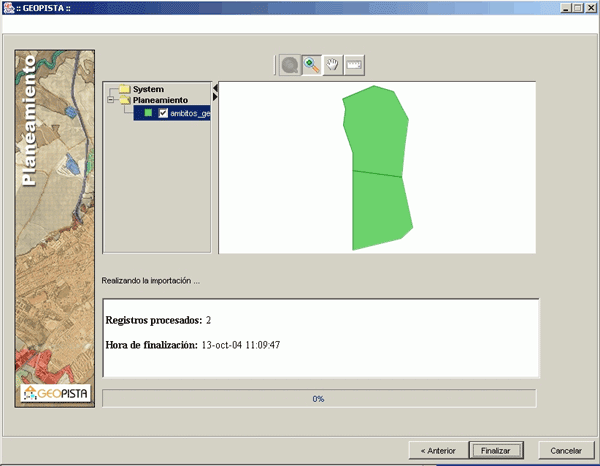 :: GEOPISTA ::
Planeamiento
System
Planeamiento
ambitos_ge
Realizando la importación ...
Registros procesados: 2
Hora de finalización: 13-oct-04 11:09:47
GEOPISTA
0%
< Anterior
Finalizar
Cancelar